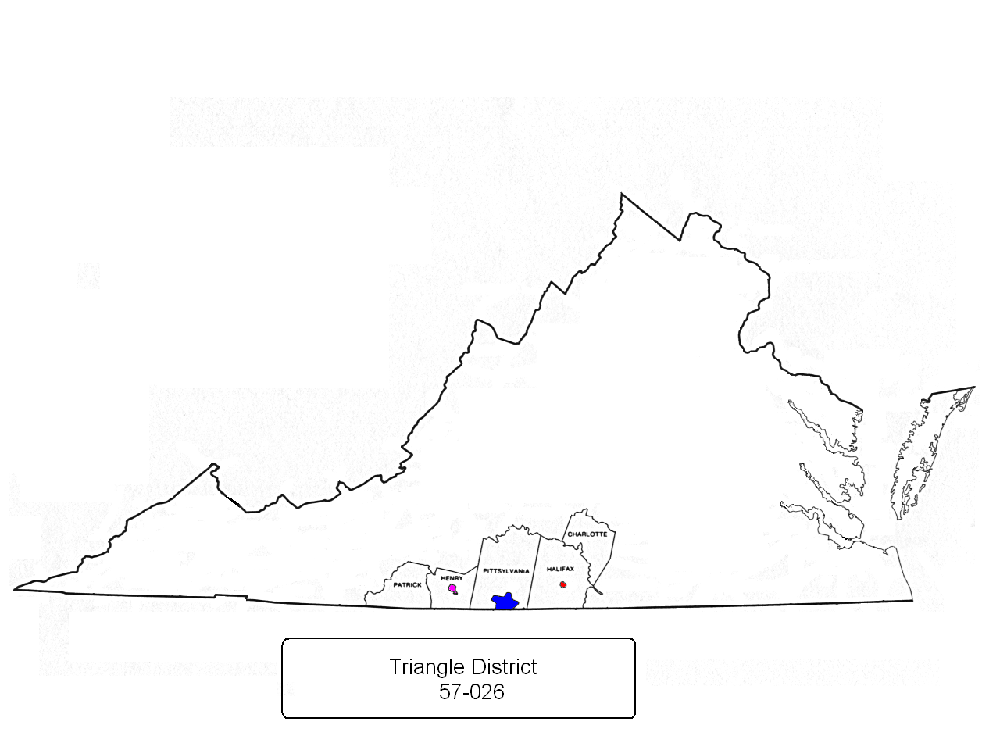 CHARLOTTE
HALIFAX
PITTSYLVANIA
HENRY
PATRICK
Triangle District
57-026